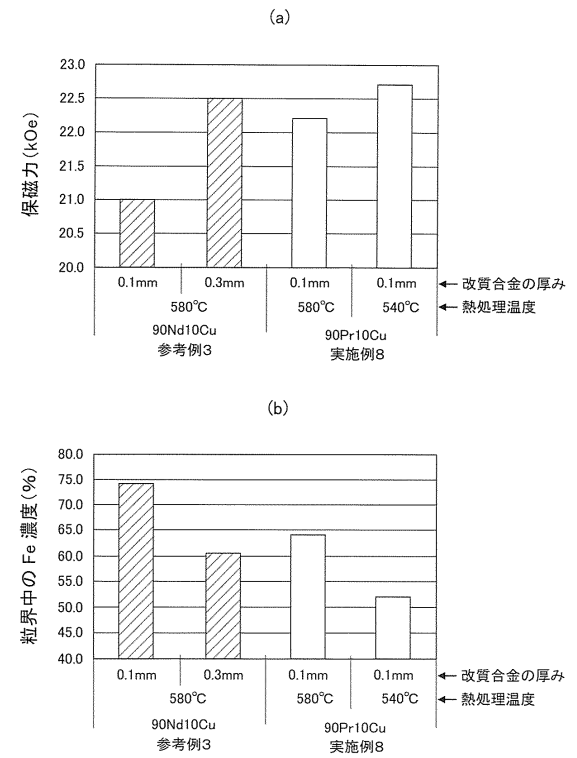 (a)
保磁力(kOe)
23.0
22.5
22.0
21.5
21.0
20.5
20.0
0.1mm 0.3mm 0.1mm 0.1mm ←改質合金の厚み
580℃ 580℃ 540℃ ←熱処理温度
90Nd10Cu 90Pr10Cu
参考例3 実施例8
(b)
粒界中のFe濃度(%)
80.0
75.0
70.0
65.0
60.0
55.0
50.0
45.0
40.0
0.1mm 0.3mm 0.1mm 0.1mm ←改質合金の厚み
580℃ 580℃ 540℃ ←熱処理温度
90Nd10Cu 90Pr10Cu
参考例3 実施例8